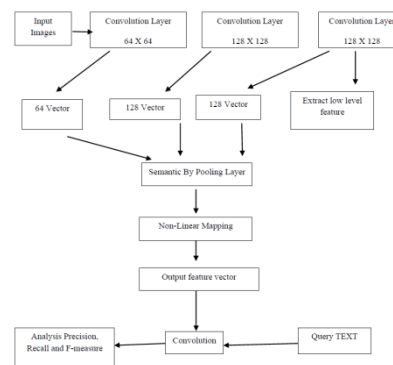 Input
Images
Convolution Layer
64 X 64
Convolution Layer
128 X 128
Convolution Layer
128 X 128
64 Vector
128 Vector
128 Vector
Extract low level
feature
Semantic By Pooling Layer
Non-Linear Mapping
Output feature vector
Analysis Precision,
Recall and F-measure
Convolution
Query TEXT